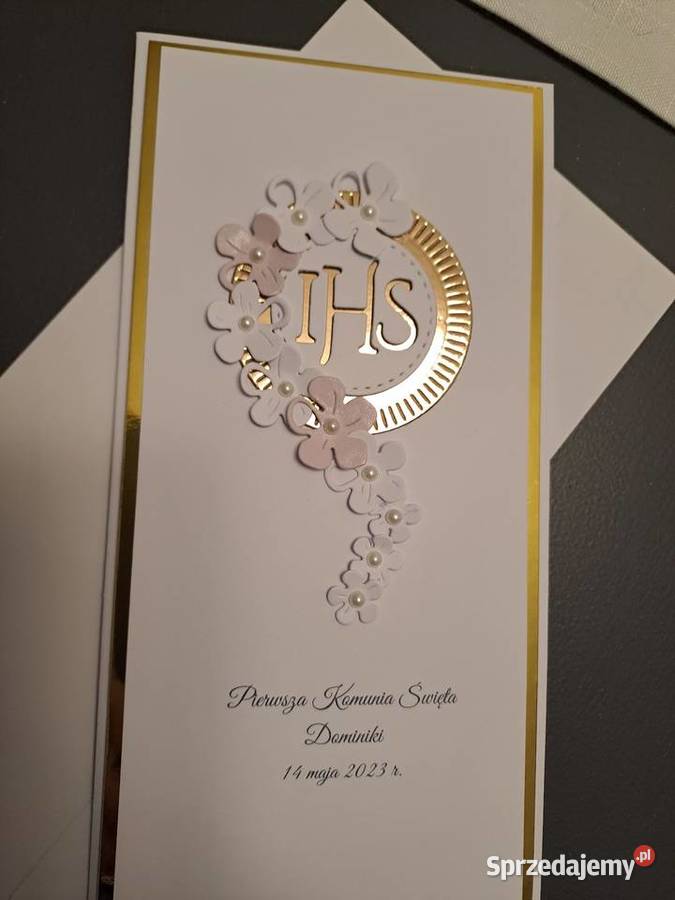 IHS
Pierwsza Komunia Święta
Dominiki
14 maja 2023 r.
Sprzedajemy.pl